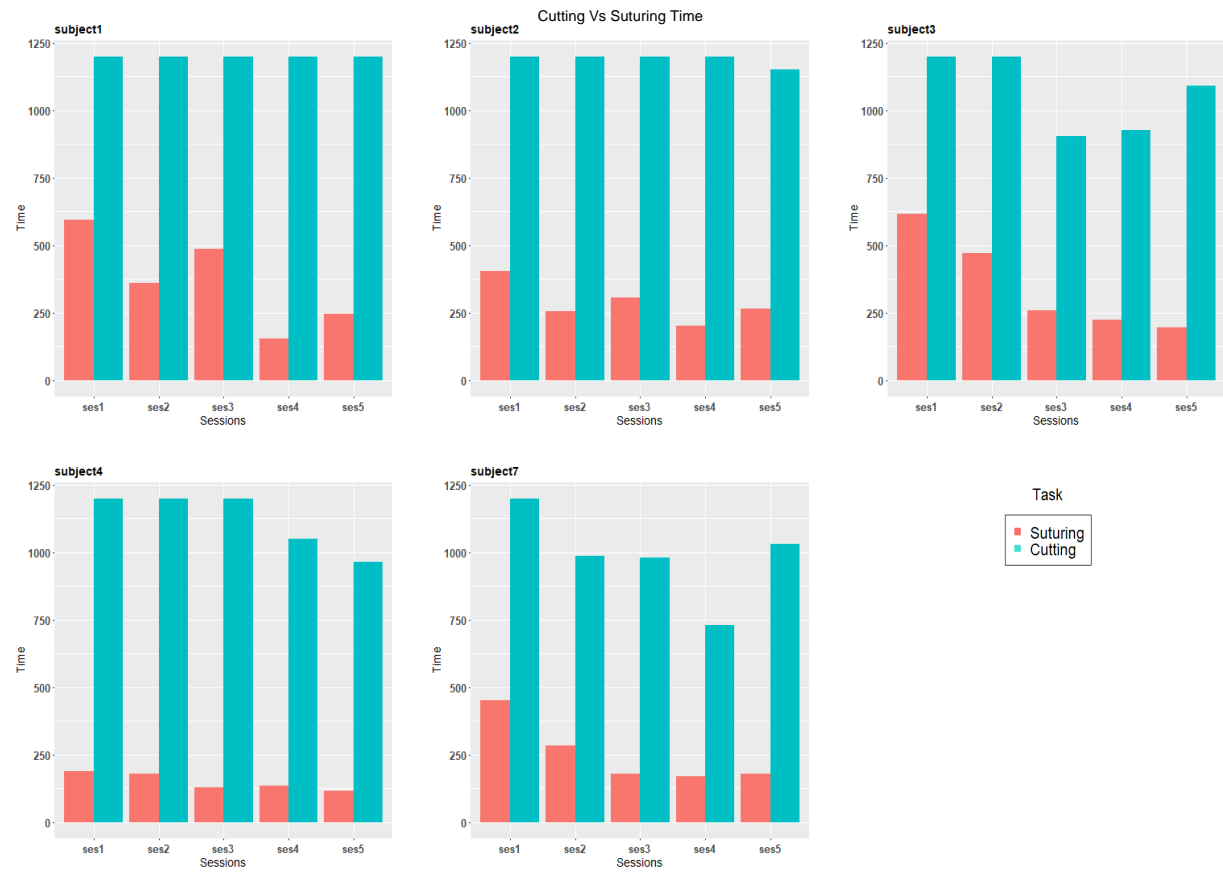 Cutting Vs Suturing Time
subject1
1250
1000
750
500
250
0
Time
ses1 ses2 ses3 ses4 ses5
Sessions
subject2
1250
1000
750
500
250
0
Time
ses1 ses2 ses3 ses4 ses5
Sessions
subject3
1250
1000
750
500
250
0
Time
ses1 ses2 ses3 ses4 ses5
Sessions
subject4
1250
1000
750
500
250
0
Time
ses1 ses2 ses3 ses4 ses5
Sessions
subject7
1250
1000
750
500
250
0
Time
ses1 ses2 ses3 ses4 ses5
Sessions
Task
Suturing
Cutting